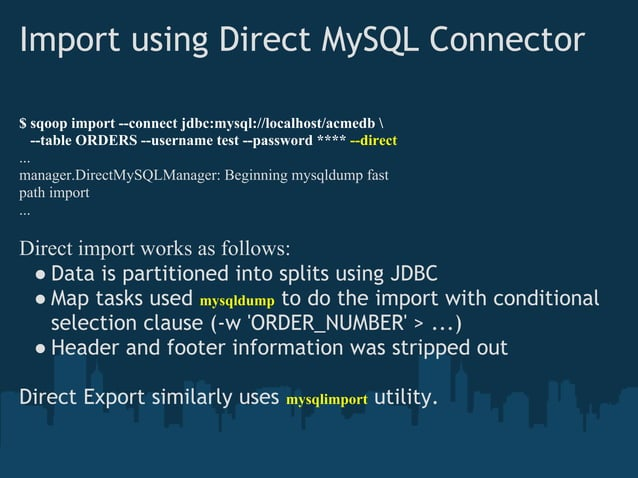 Import using Direct MySQL Connector
$ sqoop import --connect jdbc:mysql://localhost/acmedb \
--table ORDERS --username test --password **** --direct
...
manager.DirectMySQLManager: Beginning mysqldump fast
path import
...
Direct import works as follows:
● Data is partitioned into splits using JDBC
● Map tasks used mysqldump to do the import with conditional
selection clause (-w 'ORDER_NUMBER' > ...)
● Header and footer information was stripped out
Direct Export similarly uses mysqlimport utility.